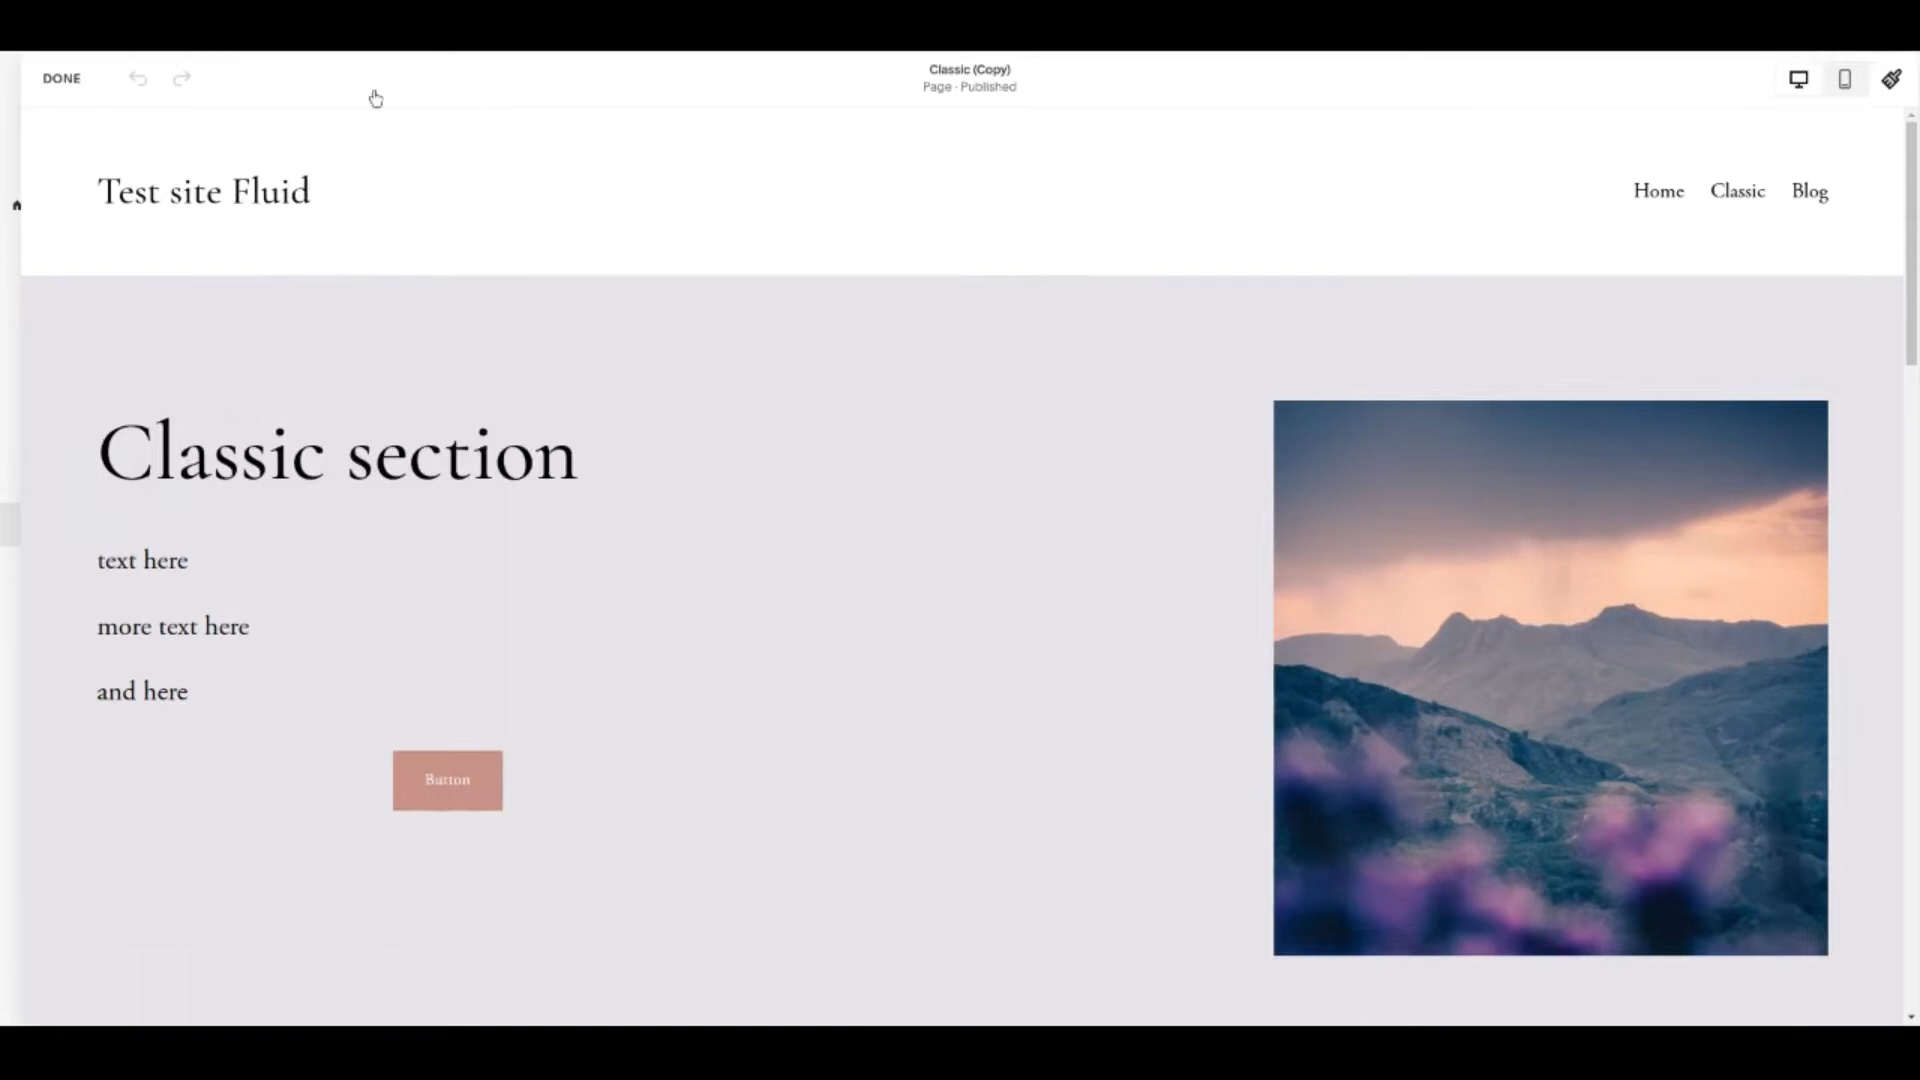 DONE
Classic (Copy)
Page · Published
Test site Fluid
Home Classic Blog
Classic section
text here
more text here
and here
Button